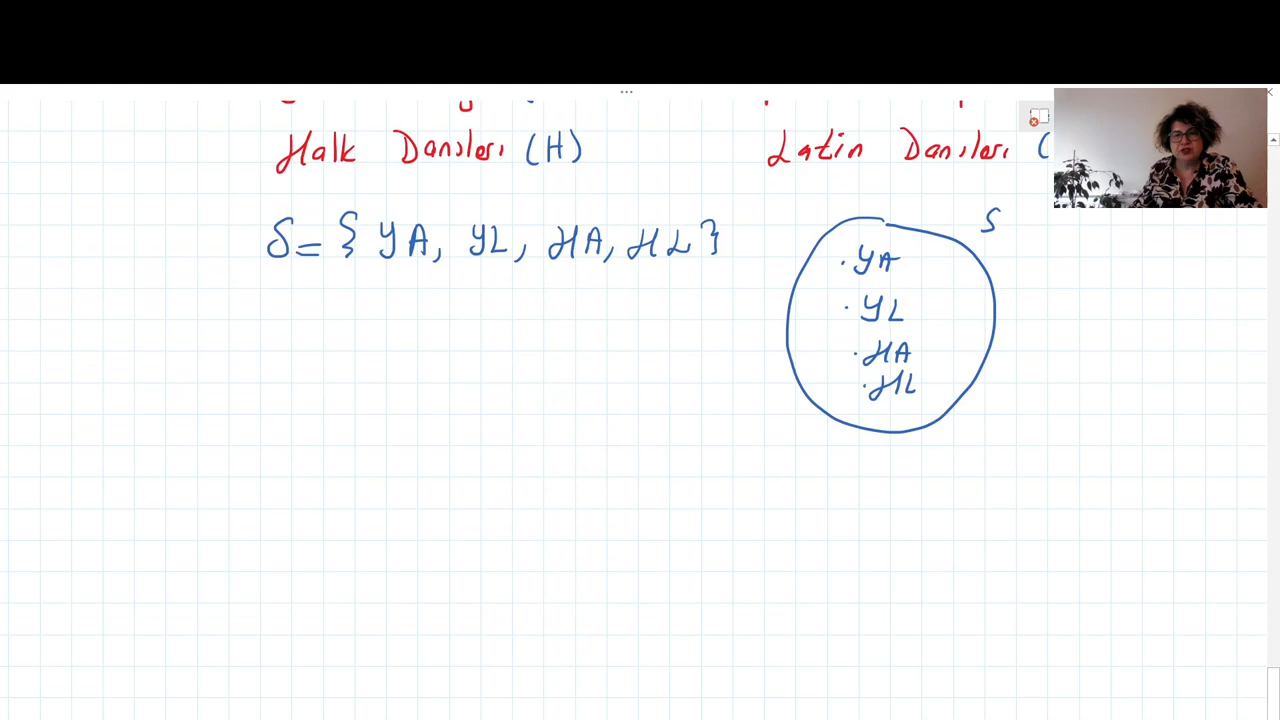 Halk Dansları (H)
Latin Dansları (
S = { YA, YL, HA, HL }
S
. YA
. YL
. HA
. HL